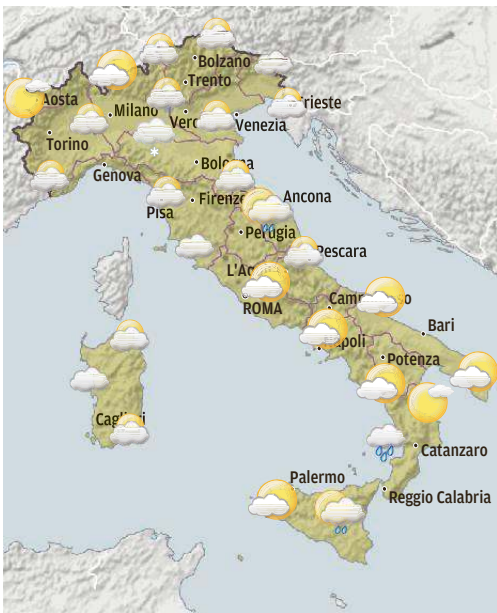 Bolzano
Trento
Aosta
Milano
Trieste
Venezia
Torino
Bologna
Genova
Firenze
Ancona
Pisa
Perugia
Pescara
ROMA
Bari
Potenza
Cagliari
Catanzaro
Palermo
Reggio Calabria